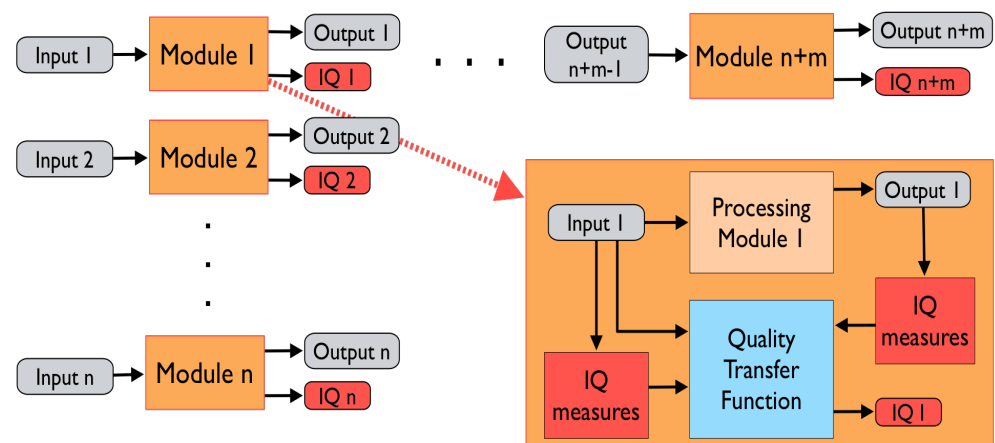 Input 1
Module 1
Output 1
IQ 1
. . .
Output
n+m-1
Module n+m
Output n+m
IQ n+m
Input 2
Module 2
Output 2
IQ 2
.
.
.
Input n
Module n
Output n
IQ n
Input 1
Processing
Module 1
Output 1
IQ
measures
Quality
Transfer
Function
IQ
measures
IQ 1